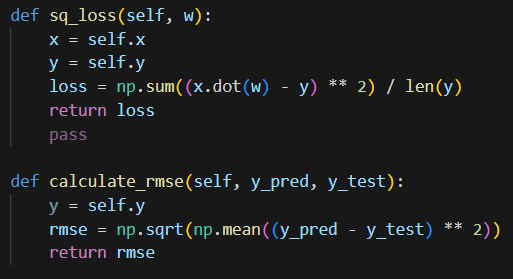 def sq_loss(self, w):
    x = self.x
    y = self.y
    loss = np.sum((x.dot(w) - y) ** 2) / len(y)
    return loss
    pass
def calculate_rmse(self, y_pred, y_test):
    y = self.y
    rmse = np.sqrt(np.mean((y_pred - y_test) ** 2))
    return rmse